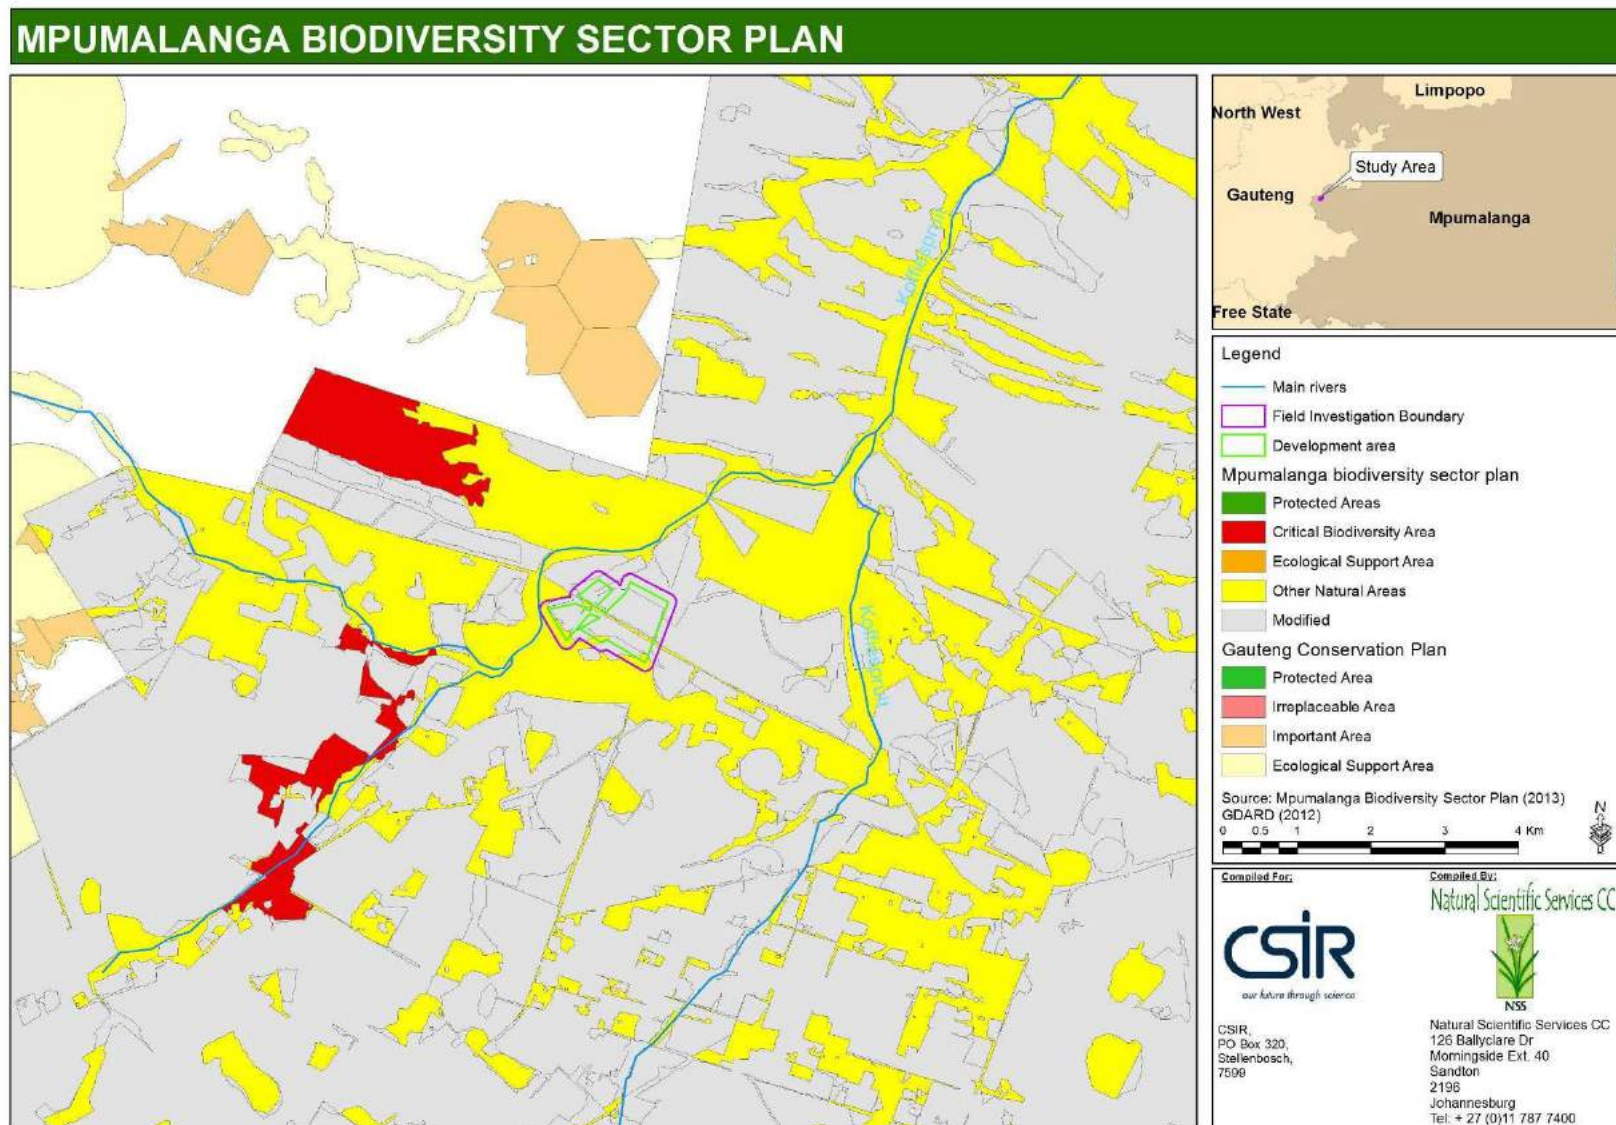 MPUMALANGA BIODIVERSITY SECTOR PLAN
Koffiespruit
Koffiespruit
Limpopo
North West
Study Area
Gauteng
Mpumalanga
Free State
Legend
Main rivers
Field Investigation Boundary
Development area
Mpumalanga biodiversity sector plan
Protected Areas
Critical Biodiversity Area
Ecological Support Area
Other Natural Areas
Modified
Gauteng Conservation Plan
Protected Area
Irreplaceable Area
Important Area
Ecological Support Area
Source: Mpumalanga Biodiversity Sector Plan (2013)
GDARD (2012)
N
0 0.5 1 2 3 4 Km
Compiled For:
CSIR
our future through science
CSIR,
PO Box 320,
Stellenbosch,
7599
Compiled By:
Natural Scientific Services CC
NSS
Natural Scientific Services CC
126 Ballyclare Dr
Morningside Ext. 40
Sandton
2196
Johannesburg
Tel: + 27 (0)11 787 7400